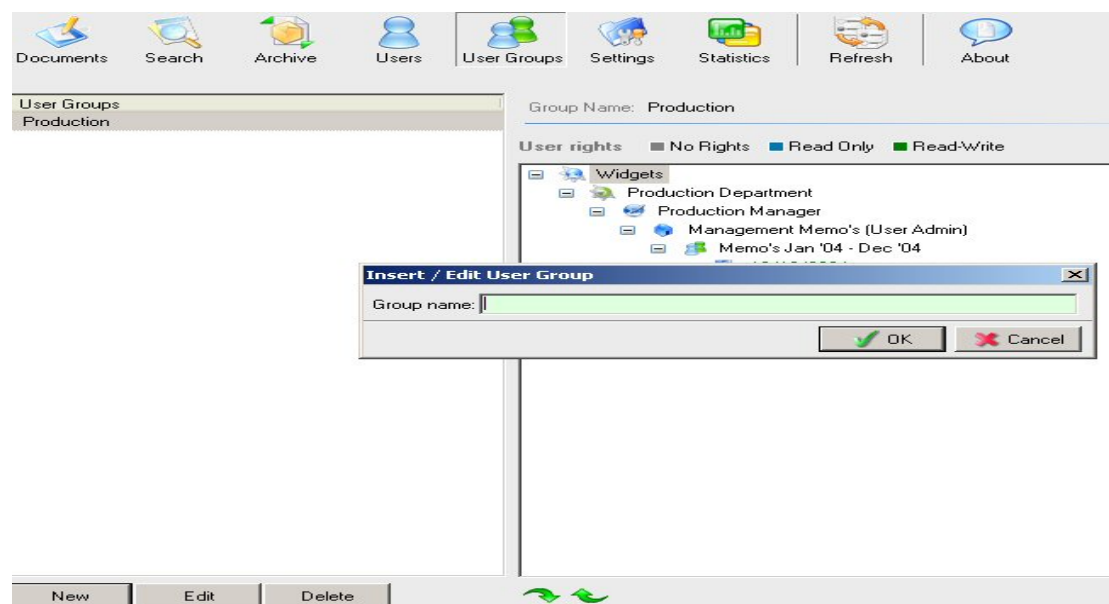 Documents Search Archive Users User Groups Settings Statistics Refresh About
User Groups
Production
Group Name: Production
User rights No Rights Read Only Read-Write
Widgets
Production Department
Production Manager
Management Memo's (User Admin)
Memo's Jan '04 - Dec '04
Insert / Edit User Group
Group name:
OK Cancel
New Edit Delete